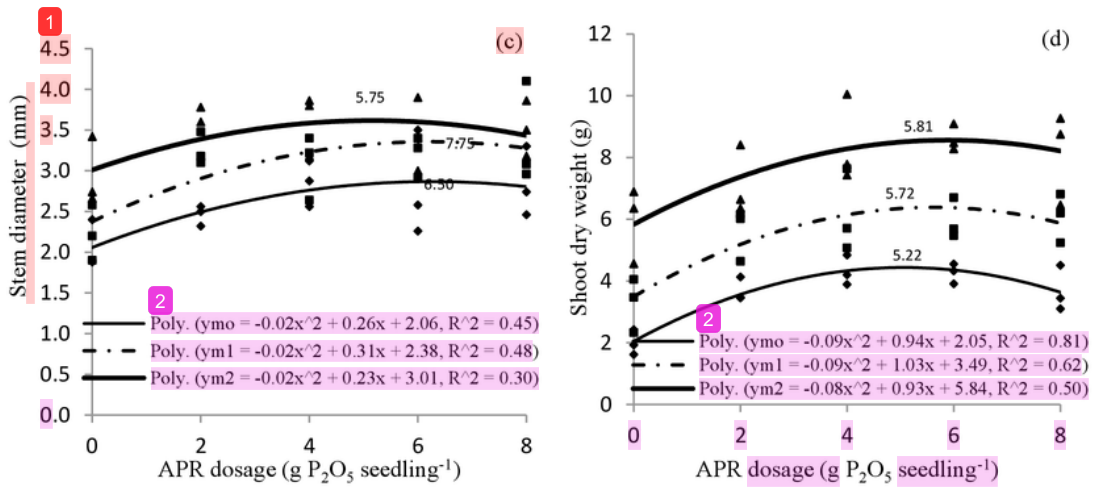 1
4.5
(c)
4.0
5.75
3.5
7.75
3.0
6.50
2.5
2.0
1.5
1.0
0.5
0.0
Stem diameter (mm)
2
Poly. (ymo = -0.02x^2 + 0.26x + 2.06, R^2 = 0.45)
Poly. (ym1 = -0.02x^2 + 0.31x + 2.38, R^2 = 0.48)
Poly. (ym2 = -0.02x^2 + 0.23x + 3.01, R^2 = 0.30)
0 2 4 6 8
APR dosage (g P₂O₅ seedling⁻¹)
12
(d)
10
5.81
8
5.72
6
5.22
4
2
0
Shoot dry weight (g)
2
Poly. (ymo = -0.09x^2 + 0.94x + 2.05, R^2 = 0.81)
Poly. (ym1 = -0.09x^2 + 1.03x + 3.49, R^2 = 0.62)
Poly. (ym2 = -0.08x^2 + 0.93x + 5.84, R^2 = 0.50)
0 2 4 6 8
APR dosage (g P₂O₅ seedling⁻¹)